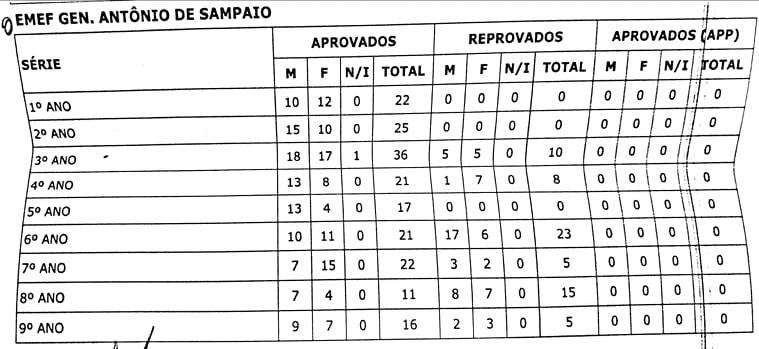 EMEF GEN. ANTÔNIO DE SAMPAIO
SÉRIE APROVADOS REPROVADOS APROVADOS (APP)
M F N/I TOTAL M F N/I TOTAL M F N/I TOTAL
1º ANO 10 12 0 22 0 0 0 0 0 0 0 0
2º ANO 15 10 0 25 0 0 0 0 0 0 0 0
3º ANO 18 17 1 36 5 5 0 10 0 0 0 0
4º ANO 13 8 0 21 1 7 0 8 0 0 0 0
5º ANO 13 4 0 17 0 0 0 0 0 0 0 0
6º ANO 10 11 0 21 17 6 0 23 0 0 0 0
7º ANO 7 15 0 22 3 2 0 5 0 0 0 0
8º ANO 7 4 0 11 8 7 0 15 0 0 0 0
9º ANO 9 7 0 16 2 3 0 5 0 0 0 0